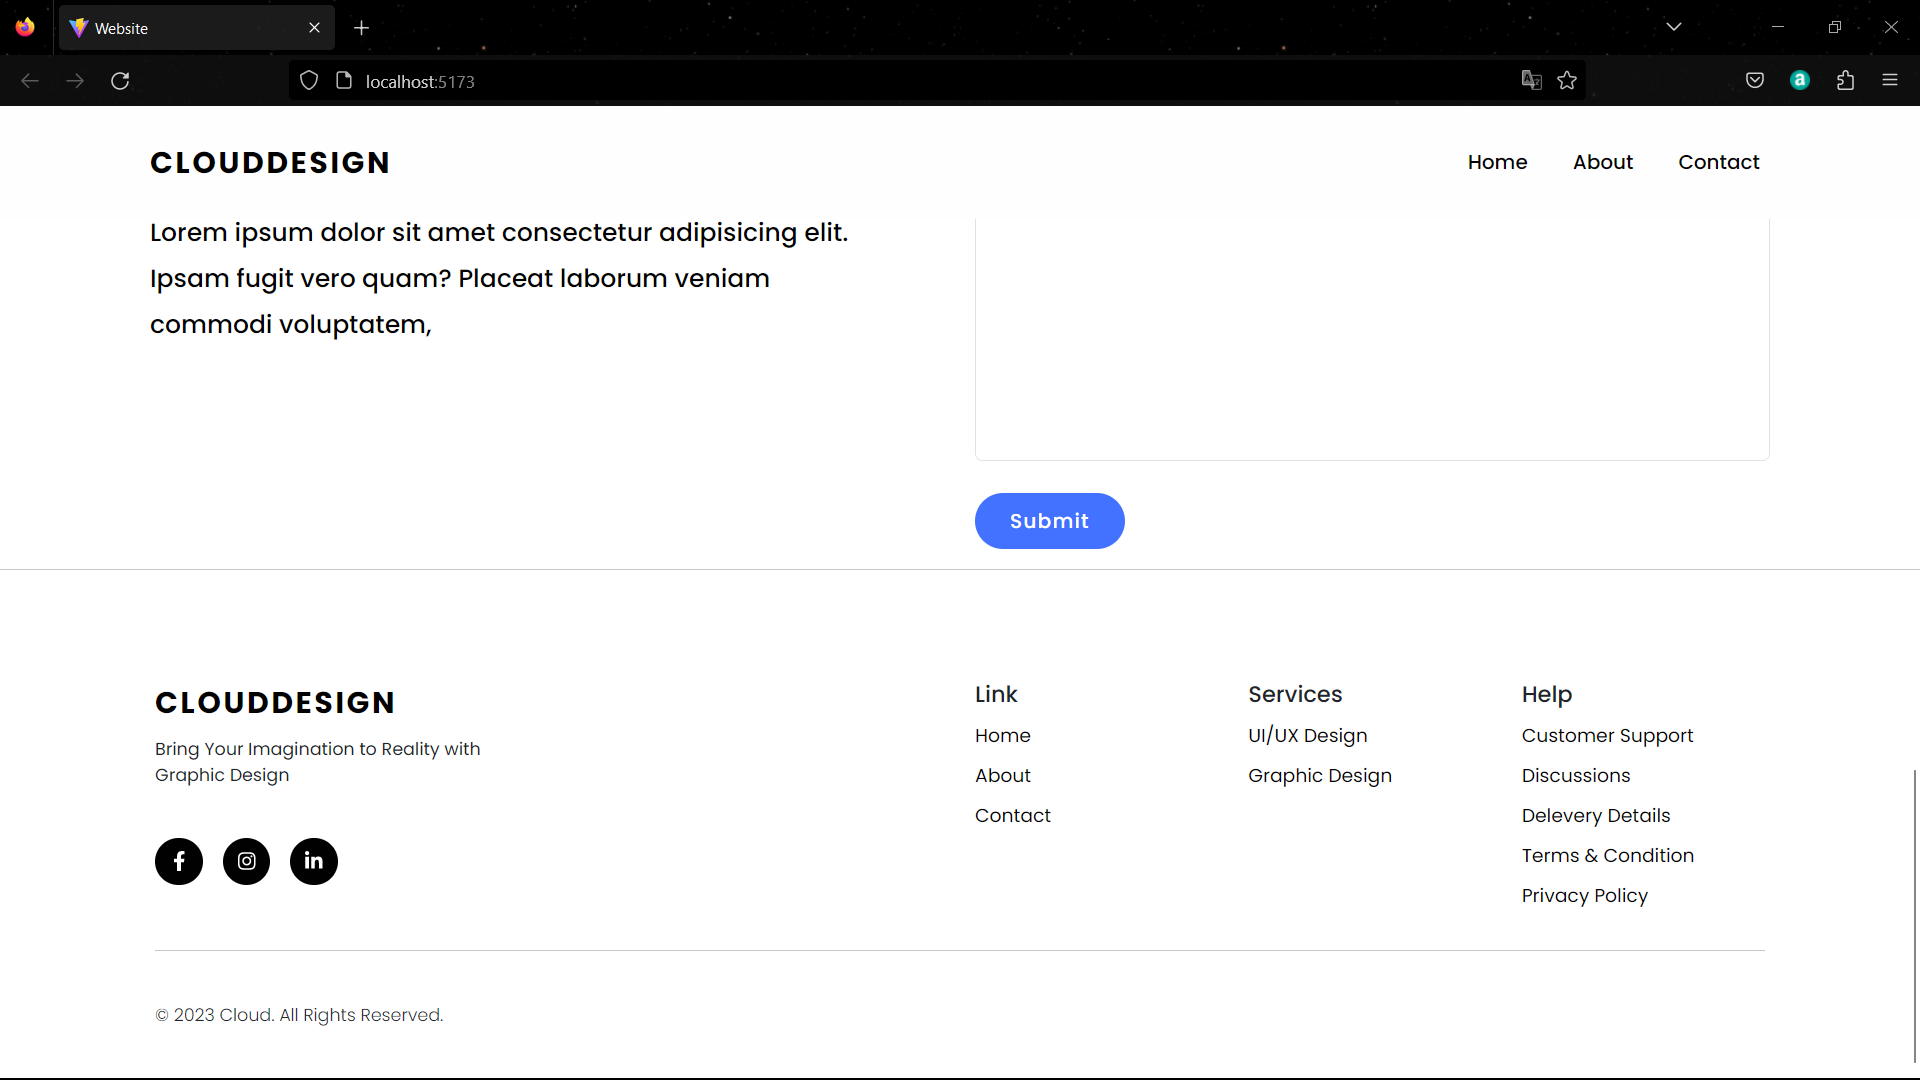 Website
localhost:5173
CLOUDDESIGN
Home About Contact
Lorem ipsum dolor sit amet consectetur adipisicing elit.
Ipsam fugit vero quam? Placeat laborum veniam
commodi voluptatem,
Submit
CLOUDDESIGN
Bring Your Imagination to Reality with
Graphic Design
Link
Home
About
Contact
Services
UI/UX Design
Graphic Design
Help
Customer Support
Discussions
Delevery Details
Terms & Condition
Privacy Policy
© 2023 Cloud. All Rights Reserved.